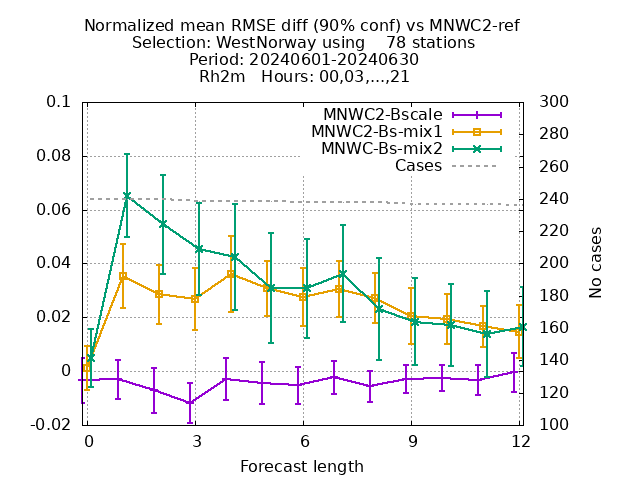 Normalized mean RMSE diff (90% conf) vs MNWC2-ref
Selection: WestNorway using    78 stations
Period: 20240601-20240630
Rh2m   Hours: 00,03,...,21
MNWC2-Bscale
MNWC2-Bs-mix1
MNWC-Bs-mix2
Cases
0.1
0.08
0.06
0.04
0.02
0
-0.02
300
280
260
240
220
200
180
160
140
120
100
No cases
0 3 6 9 12
Forecast length